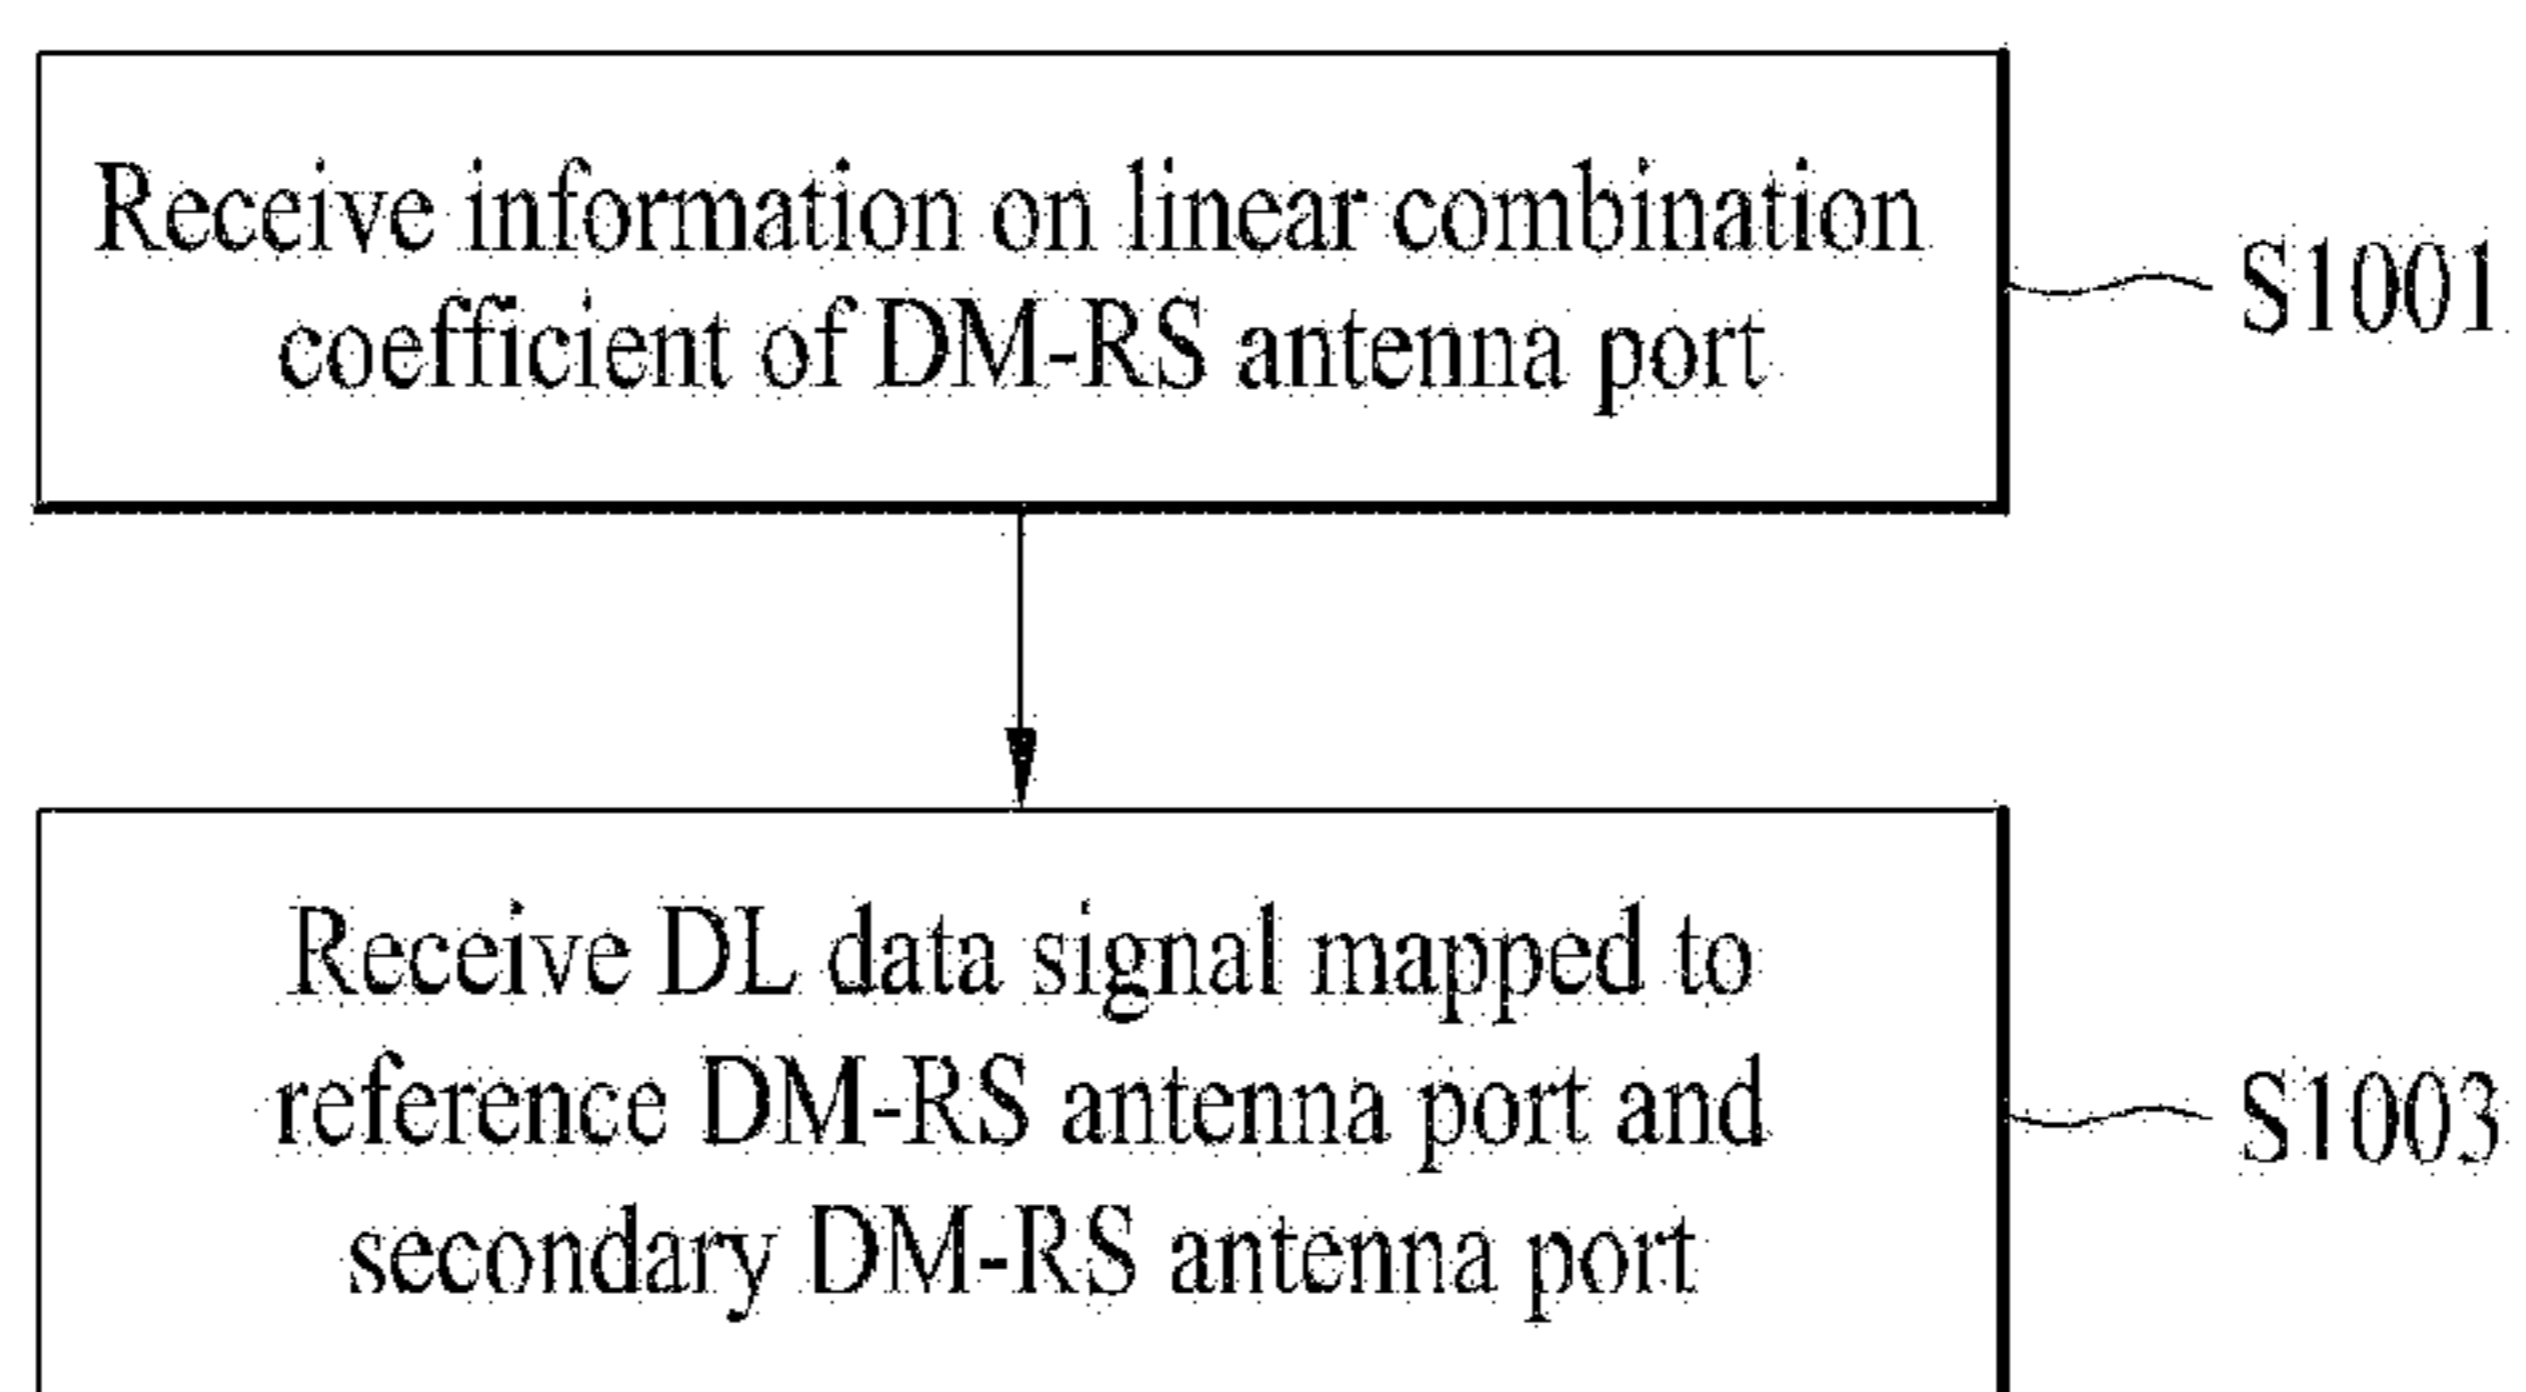 Receive information on linear combination
coefficient of DM-RS antenna port
S1001
Receive DL data signal mapped to
reference DM-RS antenna port and
secondary DM-RS antenna port
S1003